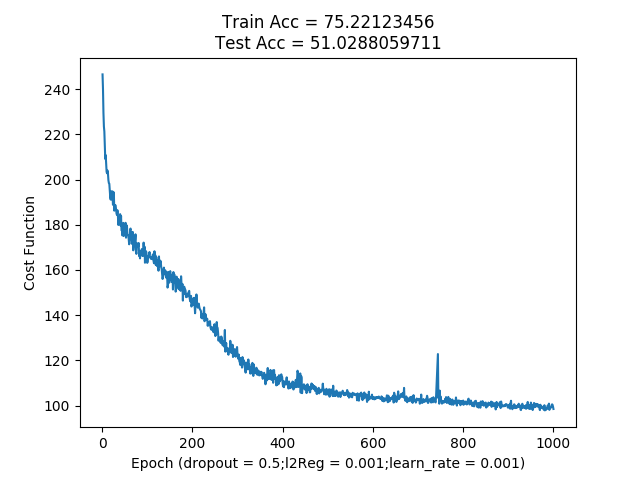 Train Acc = 75.22123456
Test Acc = 51.0288059711
240
220
200
180
160
140
120
100
Cost Function
0 200 400 600 800 1000
Epoch (dropout = 0.5;l2Reg = 0.001;learn_rate = 0.001)